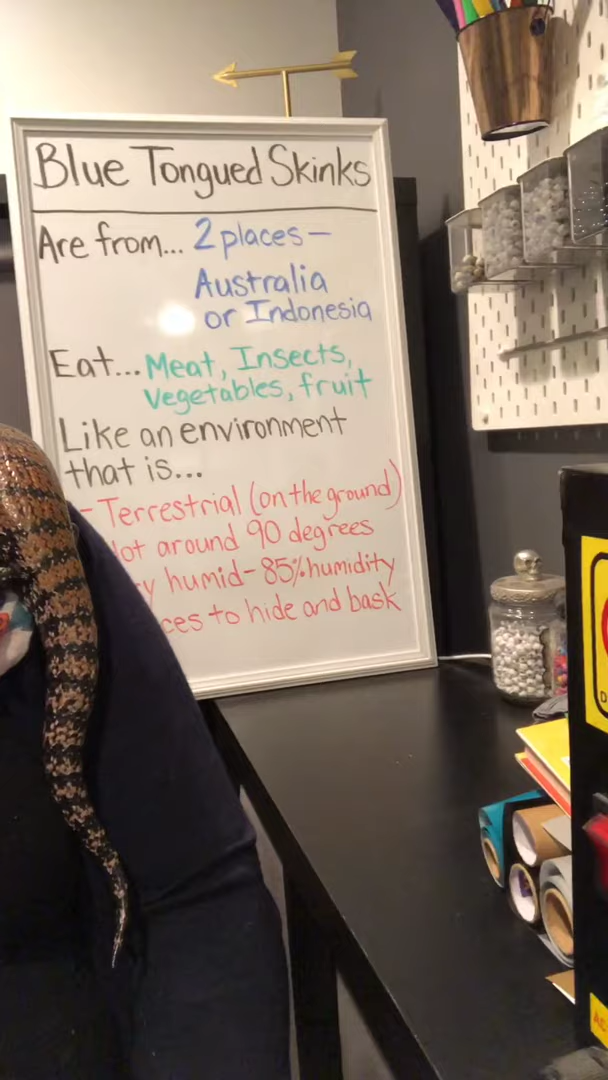 Blue Tongued Skinks
Are from... 2 places –
Australia
or Indonesia
Eat... Meat, Insects,
Vegetables, fruit
Like an environment
that is...
- Terrestrial (on the ground)
around 90 degrees
humid - 85% humidity
to hide and bask